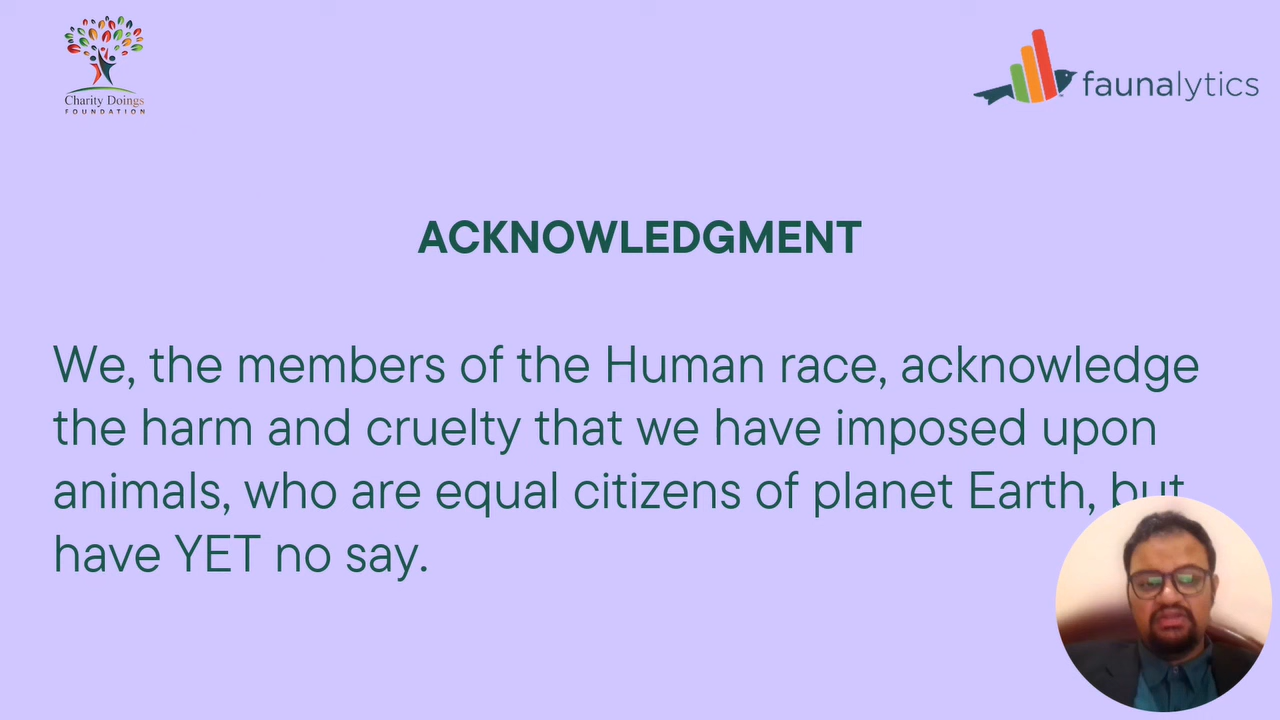 Charity Doings
FOUNDATION
faunalytics
ACKNOWLEDGMENT
We, the members of the Human race, acknowledge
the harm and cruelty that we have imposed upon
animals, who are equal citizens of planet Earth, but
have YET no say.